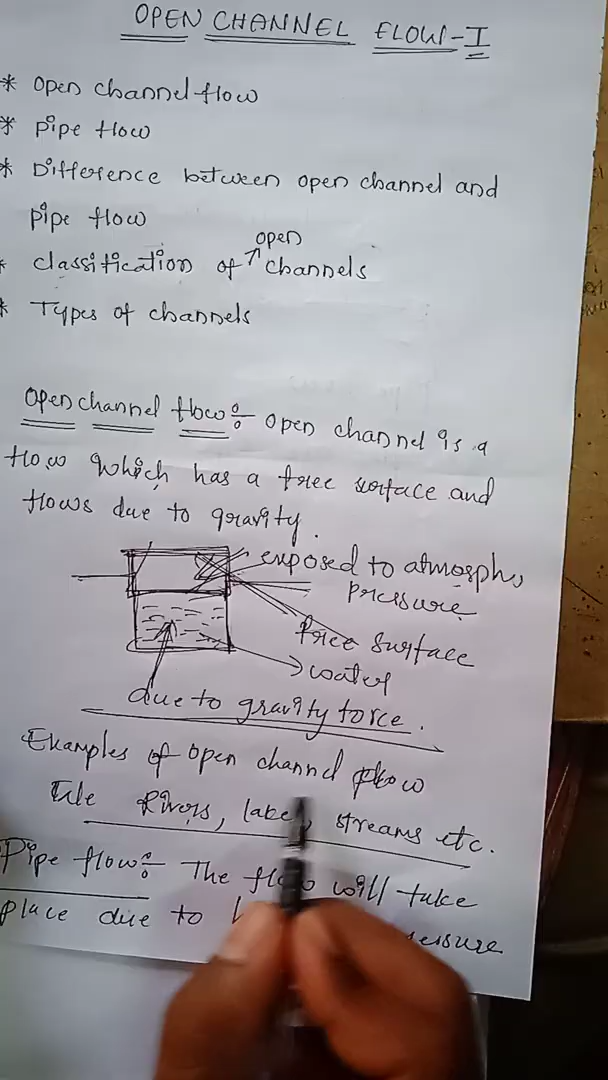 OPEN CHANNEL FLOW-I
* Open channel flow
* Pipe flow
* Difference between open channel and
pipe flow
open
* classification of ↑ channels
* Types of channels
Open channel flow:- open channel is a
flow which has a free surface and
flows due to gravity.
exposed to atmosphe
pressure
free surface
water
due to gravity force.
Examples of open channel flow
Rivers, lake, streams etc.
Pipe flow:- The flow will take
place due to